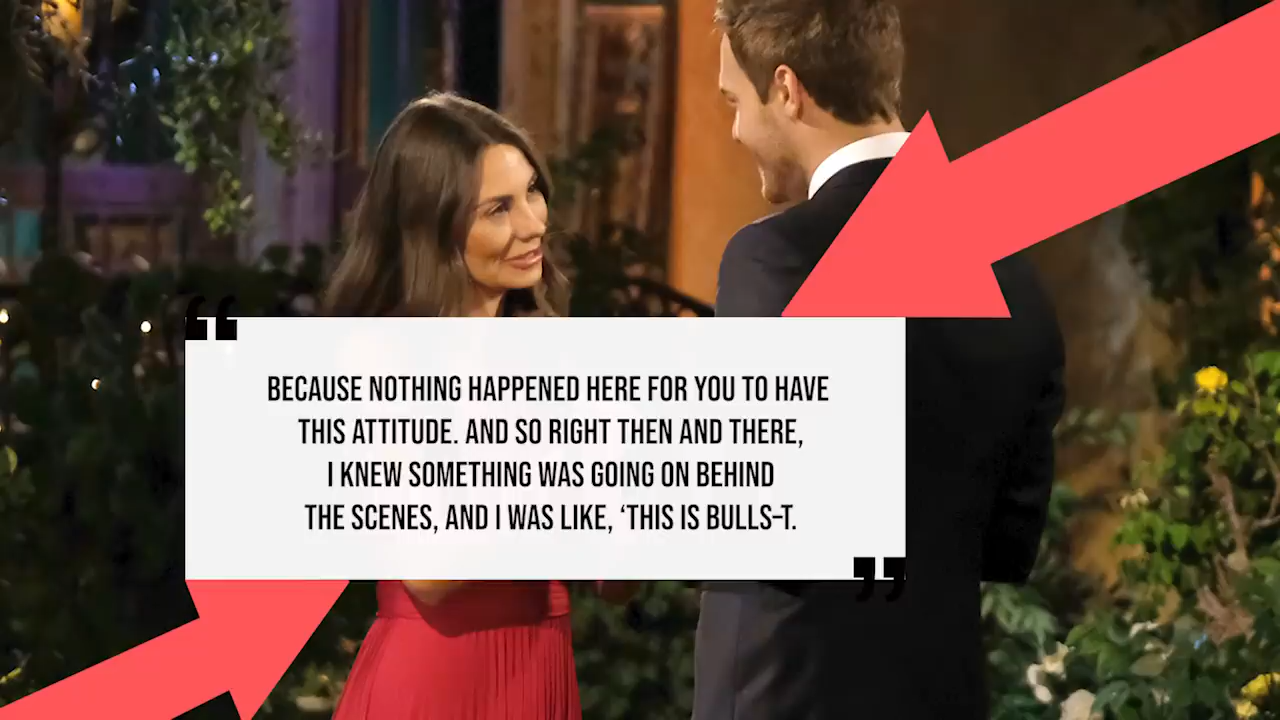 “
BECAUSE NOTHING HAPPENED HERE FOR YOU TO HAVE
THIS ATTITUDE. AND SO RIGHT THEN AND THERE,
I KNEW SOMETHING WAS GOING ON BEHIND
THE SCENES, AND I WAS LIKE, ‘THIS IS BULLS–T.
”